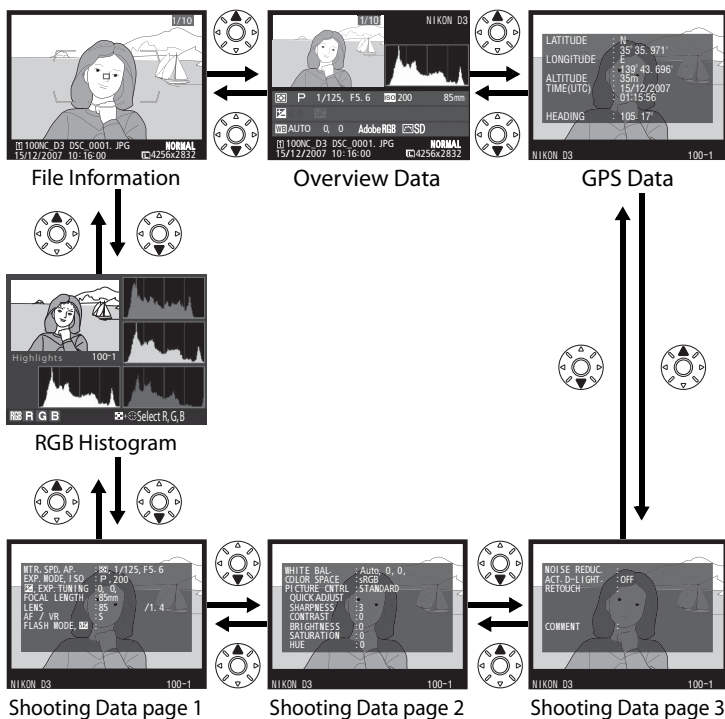 1/10
100NC_D3 DSC_0001. JPG NORMAL
15/12/2007 10:16:00 4256x2832
File Information
1/10 NIKON D3
P 1/125, F5. 6 ISO 200 85mm
WB AUTO 0, 0 Adobe RGB SD
100NC_D3 DSC_0001. JPG NORMAL
15/12/2007 10:16:00 4256x2832
Overview Data
LATITUDE : N
: 35° 35. 971'
LONGITUDE : E
: 139° 43. 696'
ALTITUDE : 35m
TIME(UTC) : 15/12/2007
: 01:15:56
HEADING : 105. 17°
NIKON D3 100-1
GPS Data
Highlights 100-1
RGB R G B Select R, G, B
RGB Histogram
MTR, SPD, AP. : , 1/125, F5. 6
EXP. MODE, ISO : P , 200
, EXP. TUNING : 0, 0,
FOCAL LENGTH : 85mm
LENS : 85 /1. 4
AF / VR : S
FLASH MODE, :
NIKON D3 100-1
Shooting Data page 1
WHITE BAL. : Auto, 0, 0,
COLOR SPACE : sRGB
PICTURE CNTRL : STANDARD
QUICK ADJUST : -
SHARPNESS : 3
CONTRAST : 0
BRIGHTNESS : 0
SATURATION : 0
HUE : 0
NIKON D3 100-1
Shooting Data page 2
NOISE REDUC. :
ACT. D-LIGHT. : OFF
RETOUCH :
COMMENT :
NIKON D3 100-1
Shooting Data page 3